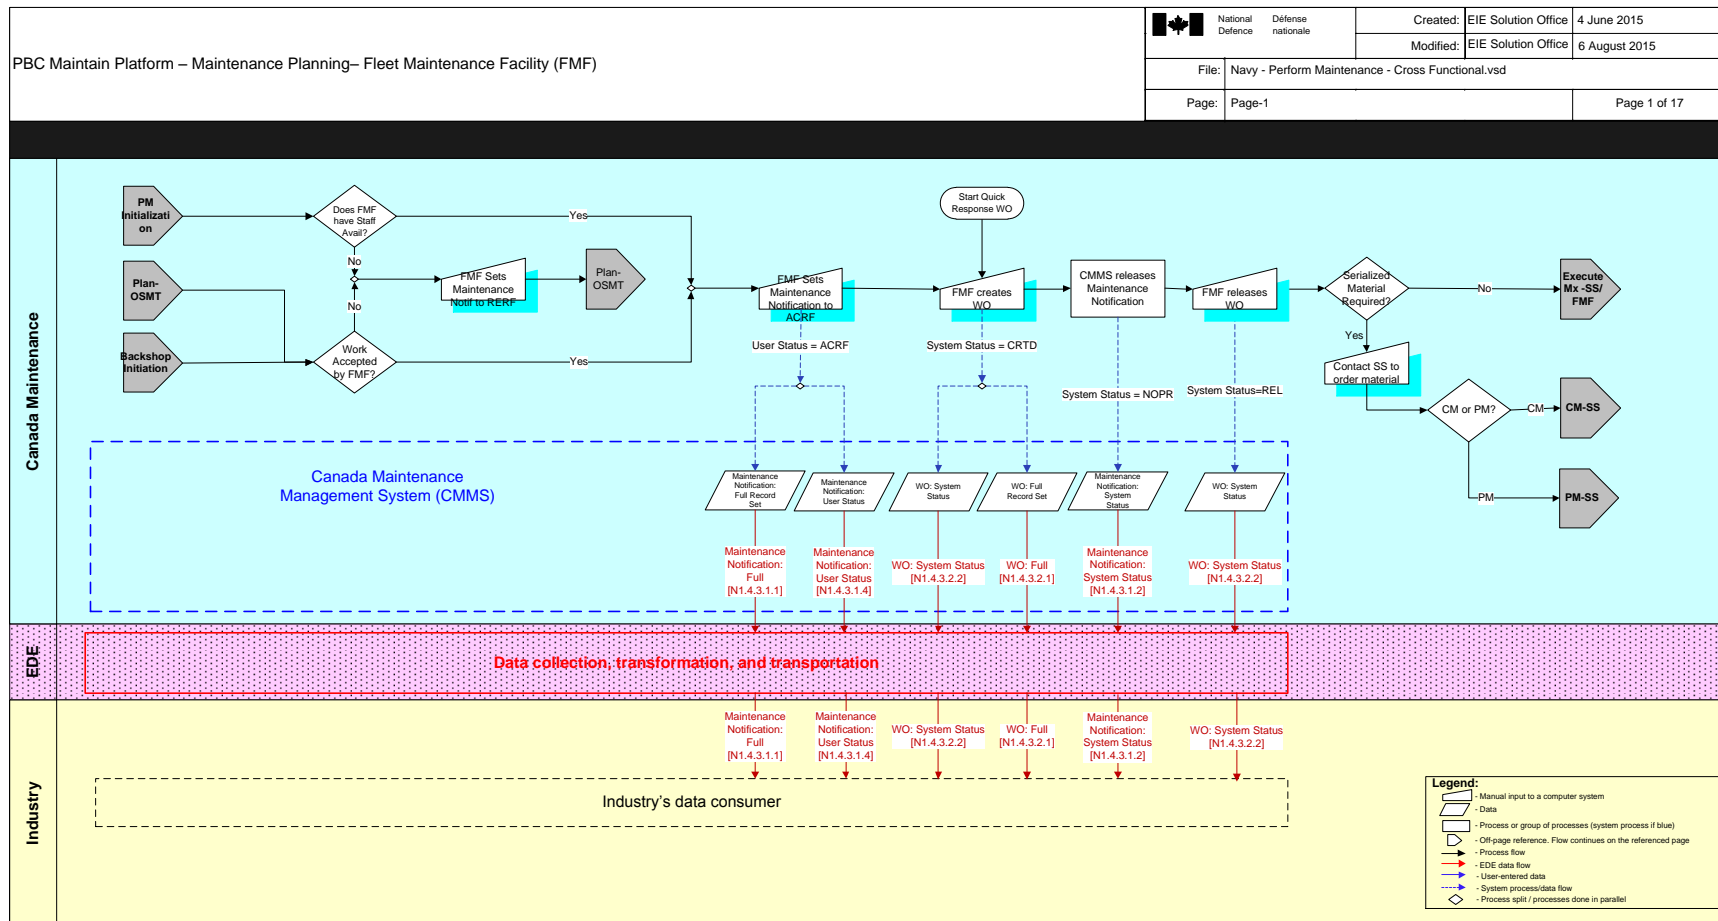 PBC Maintain Platform – Maintenance Planning– Fleet Maintenance Facility (FMF)
National
Defence
Défense
nationale
Created:
EIE Solution Office
4 June 2015
Modified:
EIE Solution Office
6 August 2015
File:
Navy - Perform Maintenance - Cross Functional.vsd
Page:
Page-1
Page 1 of 17
Canada Maintenance
PM
Initializati
on
Does FMF
have Staff
Avail?
Yes
No
Plan-
OSMT
FMF Sets
Maintenance
Notif to RERF
Plan-
OSMT
No
Backshop
Initiation
Work
Accepted
by FMF?
Yes
FMF Sets
Maintenance
Notification to
ACRF
Start Quick
Response WO
FMF creates
WO
CMMS releases
Maintenance
Notification
FMF releases
WO
Serialized
Material
Required?
No
Execute
Mx -SS/
FMF
Yes
Contact SS to
order material
CM or PM?
CM
CM-SS
PM
PM-SS
User Status = ACRF
System Status = CRTD
System Status = NOPR
System Status=REL
Canada Maintenance
Management System (CMMS)
Maintenance
Notification:
Full Record
Set
Maintenance
Notification:
User Status
WO: System
Status
WO: Full
Record Set
Maintenance
Notification:
System
Status
WO: System
Status
Maintenance
Notification:
Full
[N1.4.3.1.1]
Maintenance
Notification:
User Status
[N1.4.3.1.4]
WO: System Status
[N1.4.3.2.2]
WO: Full
[N1.4.3.2.1]
Maintenance
Notification:
System Status
[N1.4.3.1.2]
WO: System Status
[N1.4.3.2.2]
EDE
Data collection, transformation, and transportation
Industry
Maintenance
Notification:
Full
[N1.4.3.1.1]
Maintenance
Notification:
User Status
[N1.4.3.1.4]
WO: System Status
[N1.4.3.2.2]
WO: Full
[N1.4.3.2.1]
Maintenance
Notification:
System Status
[N1.4.3.1.2]
WO: System Status
[N1.4.3.2.2]
Industry's data consumer
Legend:
- Manual input to a computer system
- Data
- Process or group of processes (system process if blue)
- Off-page reference. Flow continues on the referenced page
- Process flow
- EDE data flow
- User-entered data
- System process/data flow
- Process split / processes done in parallel